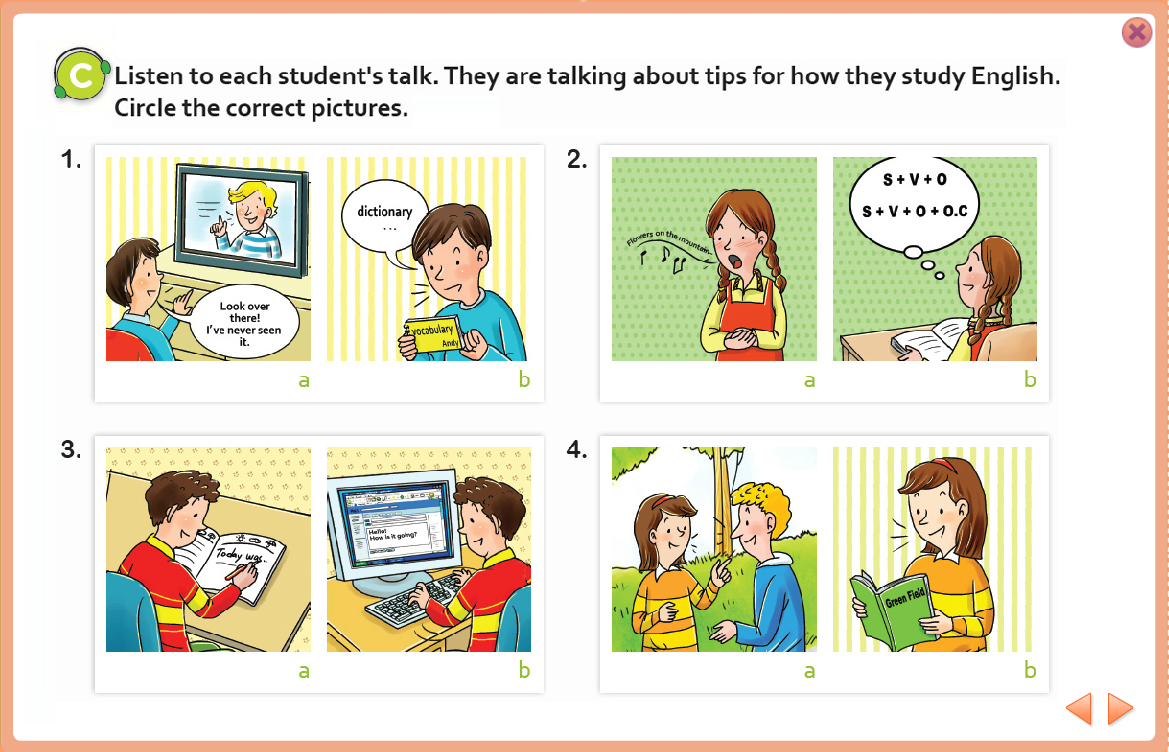 C
Listen to each student's talk. They are talking about tips for how they study English.
Circle the correct pictures.
1.
Look over
there!
I've never seen
it.
a
dictionary
...
vocabulary
Andy
b
2.
Flowers on the mountain..
a
S + V + O
S + V + O + O.C
b
3.
Today was..
a
Hello!
How is it going?
b
4.
a
Green Field
b